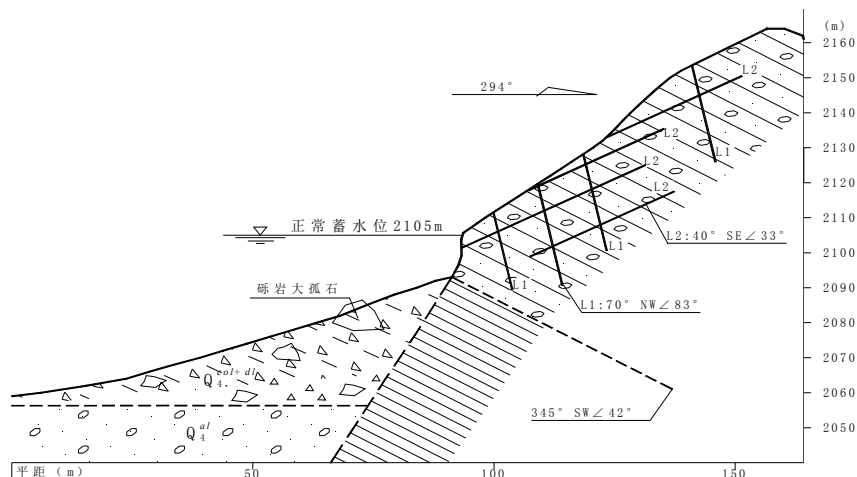 (m)
2160
2150
2140
2130
2120
2110
2100
2090
2080
2070
2060
2050
294°
L2
L2
L1
L2
L2
正常蓄水位2105m
L2:40° SE∠33°
L1
砾岩大孤石
L1
L1:70° NW∠83°
Q₄.ᵉᵒˡ⁺ᵈˡ
345° SW∠42°
Q₄ᵃˡ
平距(m)
50
100
150